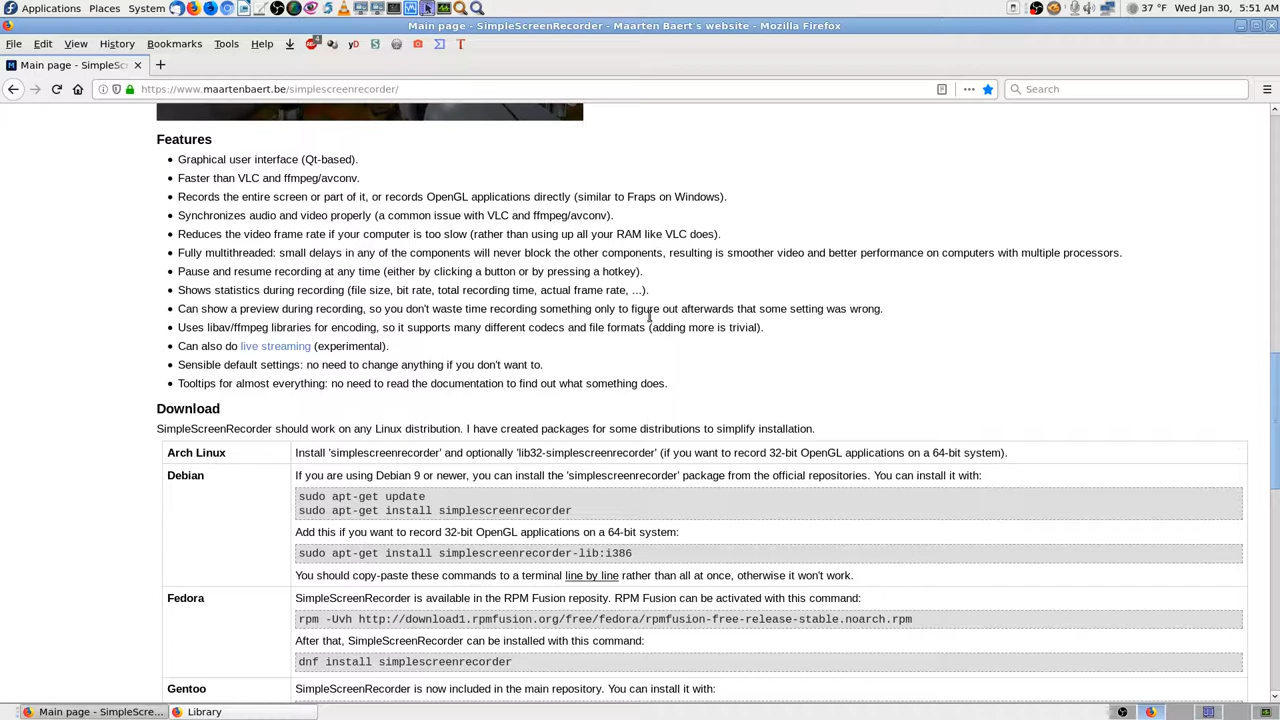 Applications Places System 37 °F Wed Jan 30, 5:51 AM
Main page - SimpleScreenRecorder - Maarten Baert's website - Mozilla Firefox
File Edit View History Bookmarks Tools Help
Main page - SimpleSc
https://www.maartenbaert.be/simplescreenrecorder/ Search
Features
Graphical user interface (Qt-based).
Faster than VLC and ffmpeg/avconv.
Records the entire screen or part of it, or records OpenGL applications directly (similar to Fraps on Windows).
Synchronizes audio and video properly (a common issue with VLC and ffmpeg/avconv).
Reduces the video frame rate if your computer is too slow (rather than using up all your RAM like VLC does).
Fully multithreaded: small delays in any of the components will never block the other components, resulting is smoother video and better performance on computers with multiple processors.
Pause and resume recording at any time (either by clicking a button or by pressing a hotkey).
Shows statistics during recording (file size, bit rate, total recording time, actual frame rate, ...).
Can show a preview during recording, so you don't waste time recording something only to figure out afterwards that some setting was wrong.
Uses libav/ffmpeg libraries for encoding, so it supports many different codecs and file formats (adding more is trivial).
Can also do live streaming (experimental).
Sensible default settings: no need to change anything if you don't want to.
Tooltips for almost everything: no need to read the documentation to find out what something does.
Download
SimpleScreenRecorder should work on any Linux distribution. I have created packages for some distributions to simplify installation.
Arch Linux Install 'simplescreenrecorder' and optionally 'lib32-simplescreenrecorder' (if you want to record 32-bit OpenGL applications on a 64-bit system).
Debian If you are using Debian 9 or newer, you can install the 'simplescreenrecorder' package from the official repositories. You can install it with:
sudo apt-get update
sudo apt-get install simplescreenrecorder
Add this if you want to record 32-bit OpenGL applications on a 64-bit system:
sudo apt-get install simplescreenrecorder-lib:i386
You should copy-paste these commands to a terminal line by line rather than all at once, otherwise it won't work.
Fedora SimpleScreenRecorder is available in the RPM Fusion reposity. RPM Fusion can be activated with this command:
rpm -Uvh http://download1.rpmfusion.org/free/fedora/rpmfusion-free-release-stable.noarch.rpm
After that, SimpleScreenRecorder can be installed with this command:
dnf install simplescreenrecorder
Gentoo SimpleScreenRecorder is now included in the main repository. You can install it with:
Main page - SimpleScre... Library